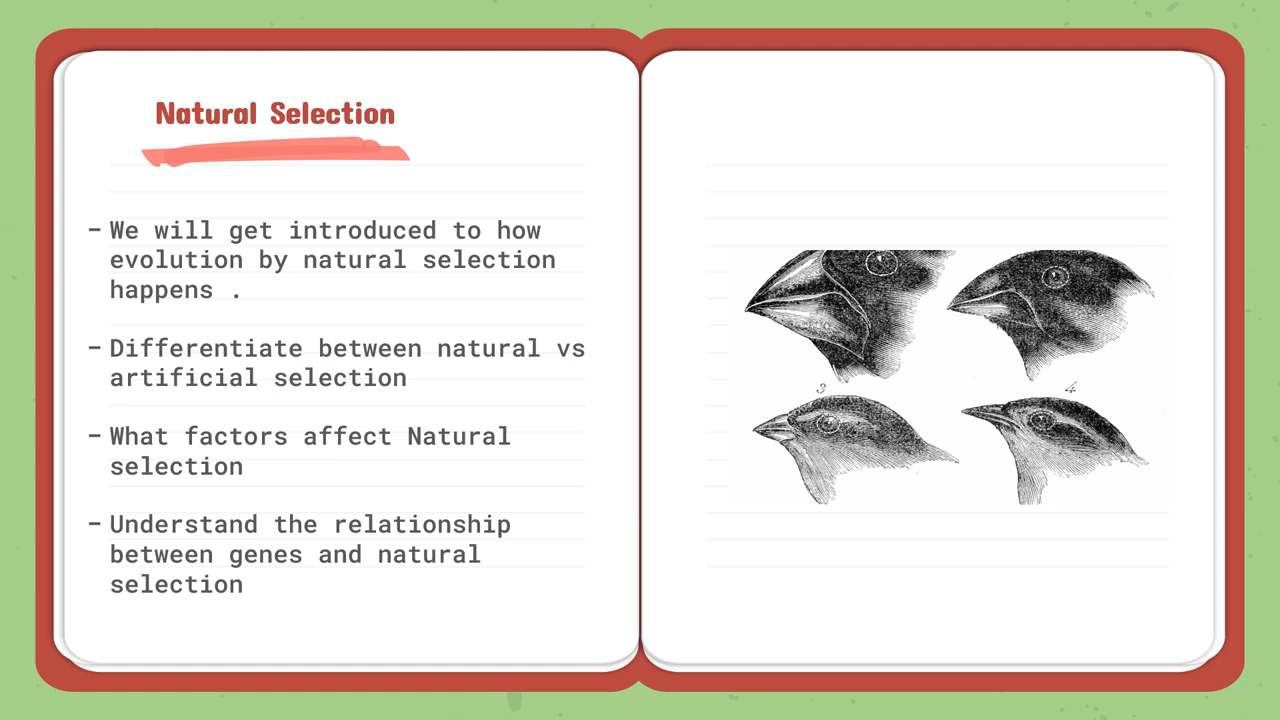 Natural Selection
– We will get introduced to how
evolution by natural selection
happens .
– Differentiate between natural vs
artificial selection
– What factors affect Natural
selection
– Understand the relationship
between genes and natural
selection
3
4